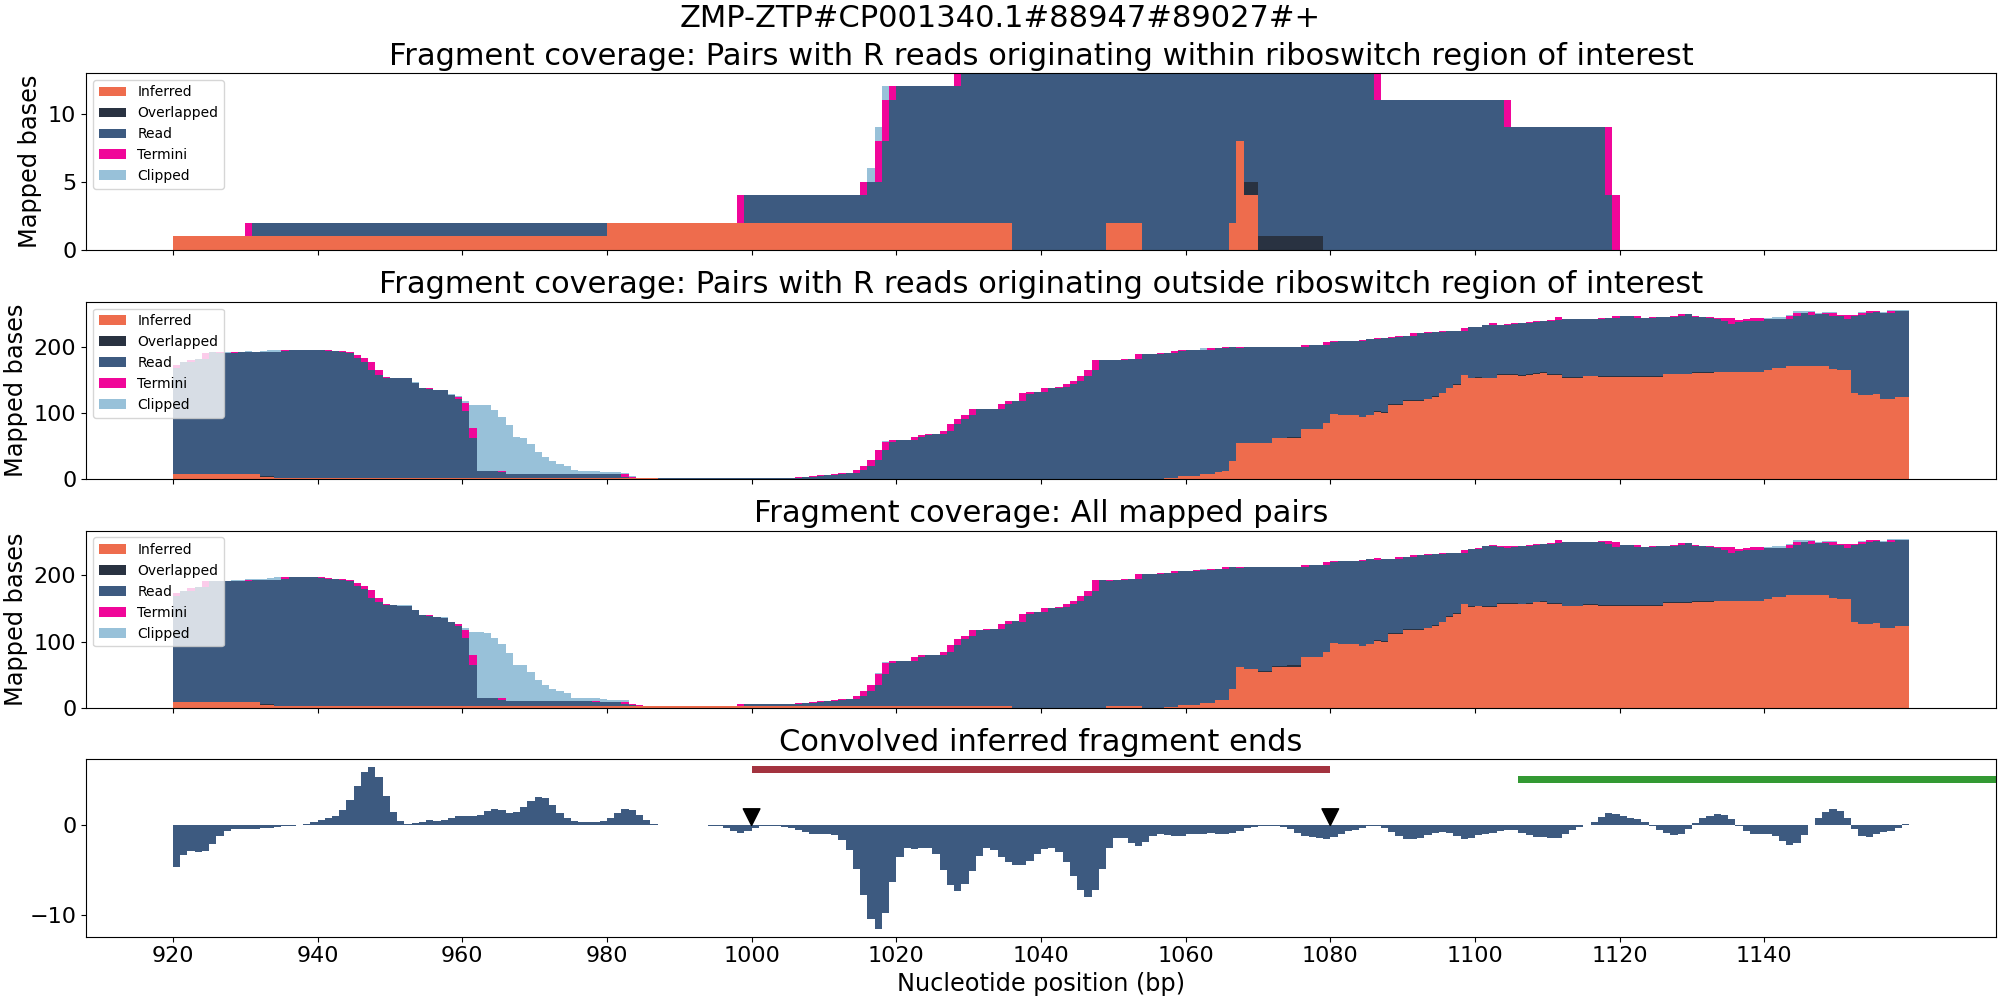 ZMP-ZTP#CP001340.1#88947#89027#+
Fragment coverage: Pairs with R reads originating within riboswitch region of interest
Mapped bases
10
5
0
Inferred
Overlapped
Read
Termini
Clipped
Fragment coverage: Pairs with R reads originating outside riboswitch region of interest
Mapped bases
200
100
0
Inferred
Overlapped
Read
Termini
Clipped
Fragment coverage: All mapped pairs
Mapped bases
200
100
0
Inferred
Overlapped
Read
Termini
Clipped
Convolved inferred fragment ends
0
−10
920 940 960 980 1000 1020 1040 1060 1080 1100 1120 1140
Nucleotide position (bp)